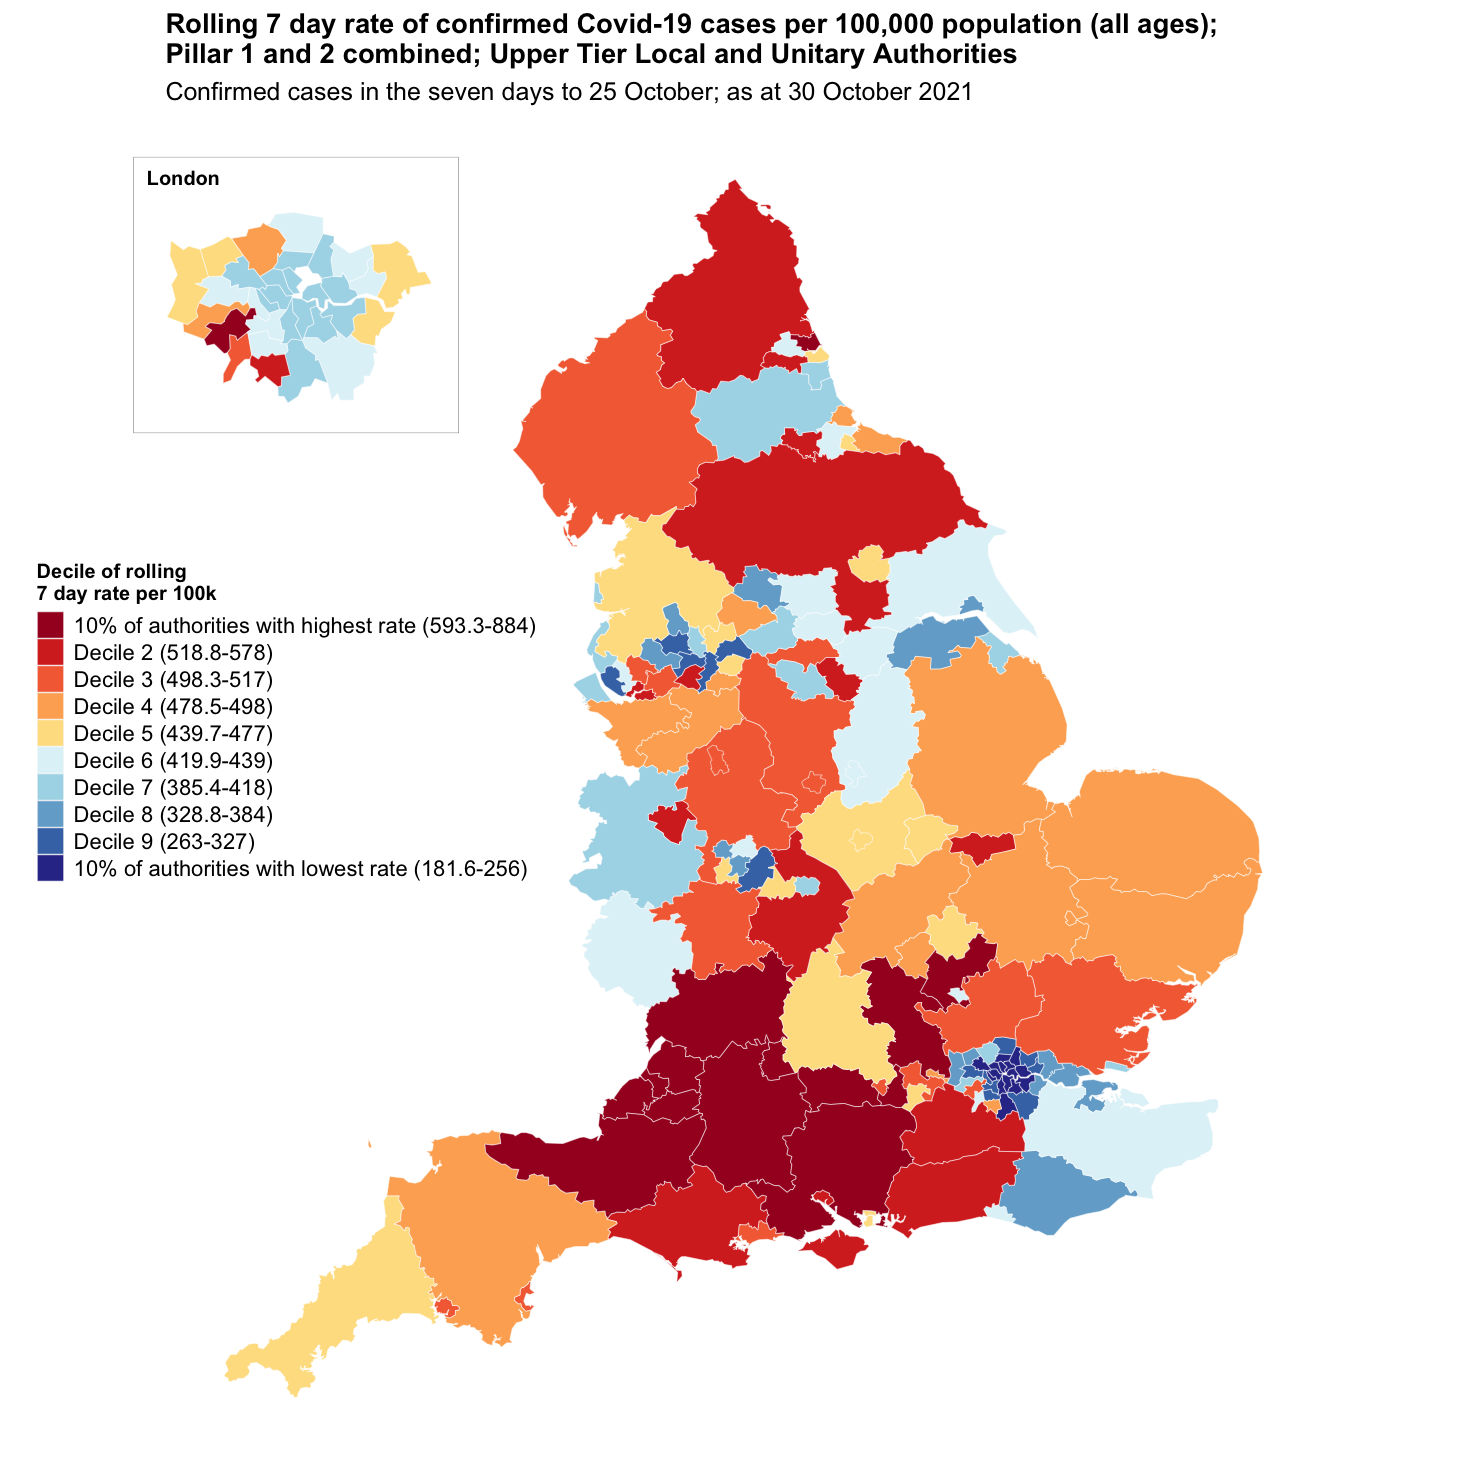 Rolling 7 day rate of confirmed Covid-19 cases per 100,000 population (all ages);
Pillar 1 and 2 combined; Upper Tier Local and Unitary Authorities
Confirmed cases in the seven days to 25 October; as at 30 October 2021
London
Decile of rolling
7 day rate per 100k
10% of authorities with highest rate (593.3-884)
Decile 2 (518.8-578)
Decile 3 (498.3-517)
Decile 4 (478.5-498)
Decile 5 (439.7-477)
Decile 6 (419.9-439)
Decile 7 (385.4-418)
Decile 8 (328.8-384)
Decile 9 (263-327)
10% of authorities with lowest rate (181.6-256)